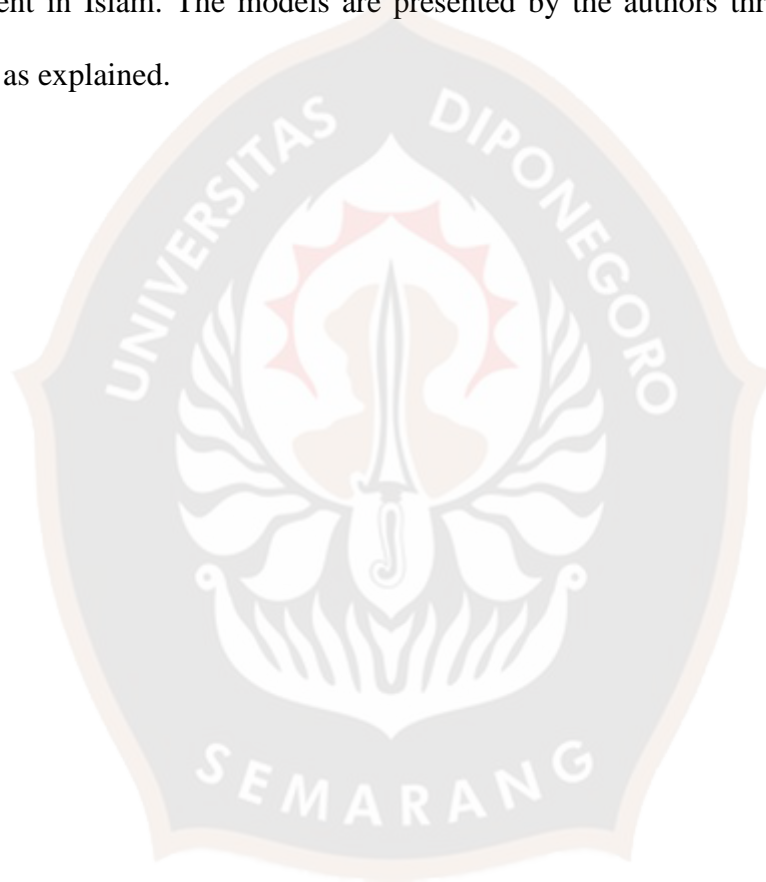 ent in Islam. The models are presented by the authors thr
as explained.
UNIVERSITAS DIPONEGORO
SEMARANG